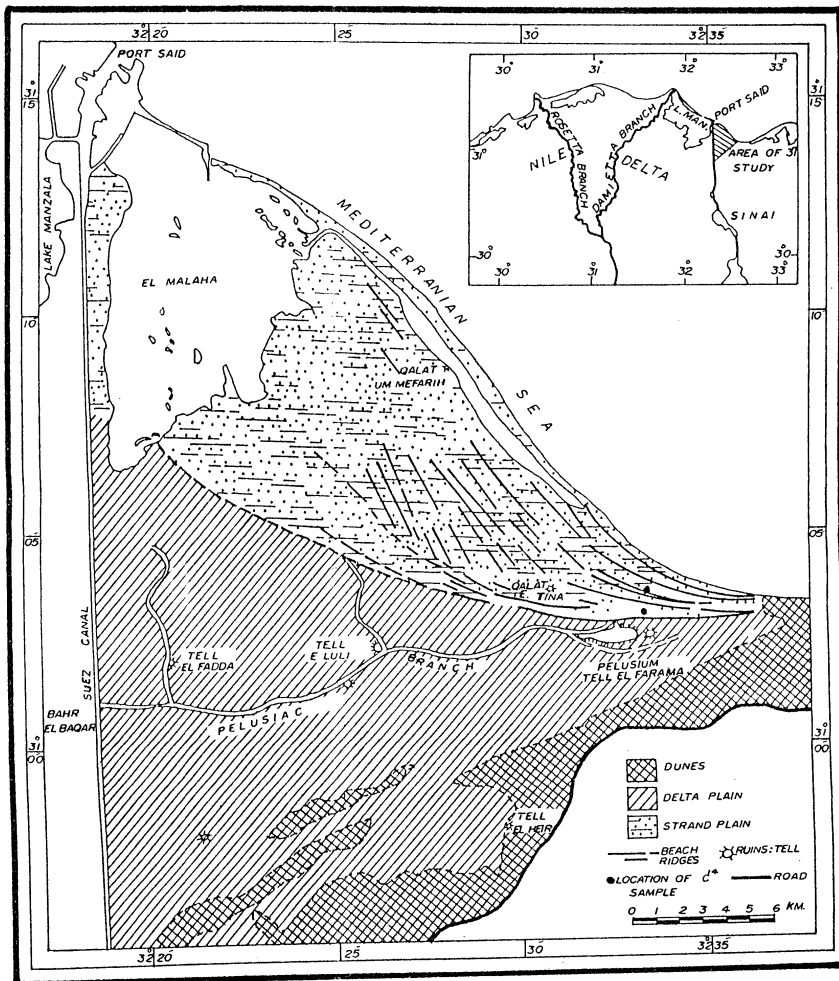 32° 20′
25′
30′
32° 35′
PORT SAID
31° 15′
31° 15′
LAKE MANZALA
EL MALAHA
MEDITERRANIAN SEA
10′
10′
QALAT
UM MEFARIH
05′
05′
QALAT
E. TINA
SUEZ CANAL
TELL
EL FADDA
TELL
E LULI
PELUSIAC BRANCH
PELUSIUM
TELL EL FARAMA
BAHR
EL BAQAR
31° 00′
31° 00′
TELL
EL HEIR
30°
31°
32°
33°
ROSETTA BRANCH
DAMIETTA BRANCH
L. MAN.
PORT SAID
NILE DELTA
AREA OF
STUDY
SINAI
31°
31
30°
30°
30°
31°
32°
33°
DUNES
DELTA PLAIN
STRAND PLAIN
BEACH
RIDGES
RUINS: TELL
LOCATION OF C¹⁴
SAMPLE
ROAD
0 1 2 3 4 5 6 KM.
32° 20′
25′
30′
32° 35′